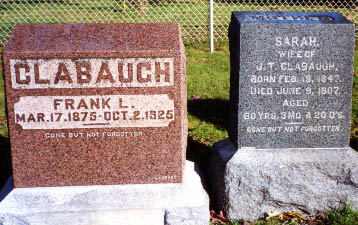 CLABAUGH
FRANK L.
MAR. 17. 1875 - OCT. 2, 1925
GONE BUT NOT FORGOTTEN.
SARAH,
WIFE OF
J. T. CLABAUGH.
BORN FEB. 15, 1847.
DIED JUNE 9, 1907.
AGED
60 YRS, 3 MO. & 20 D'S.
GONE BUT NOT FORGOTTEN.